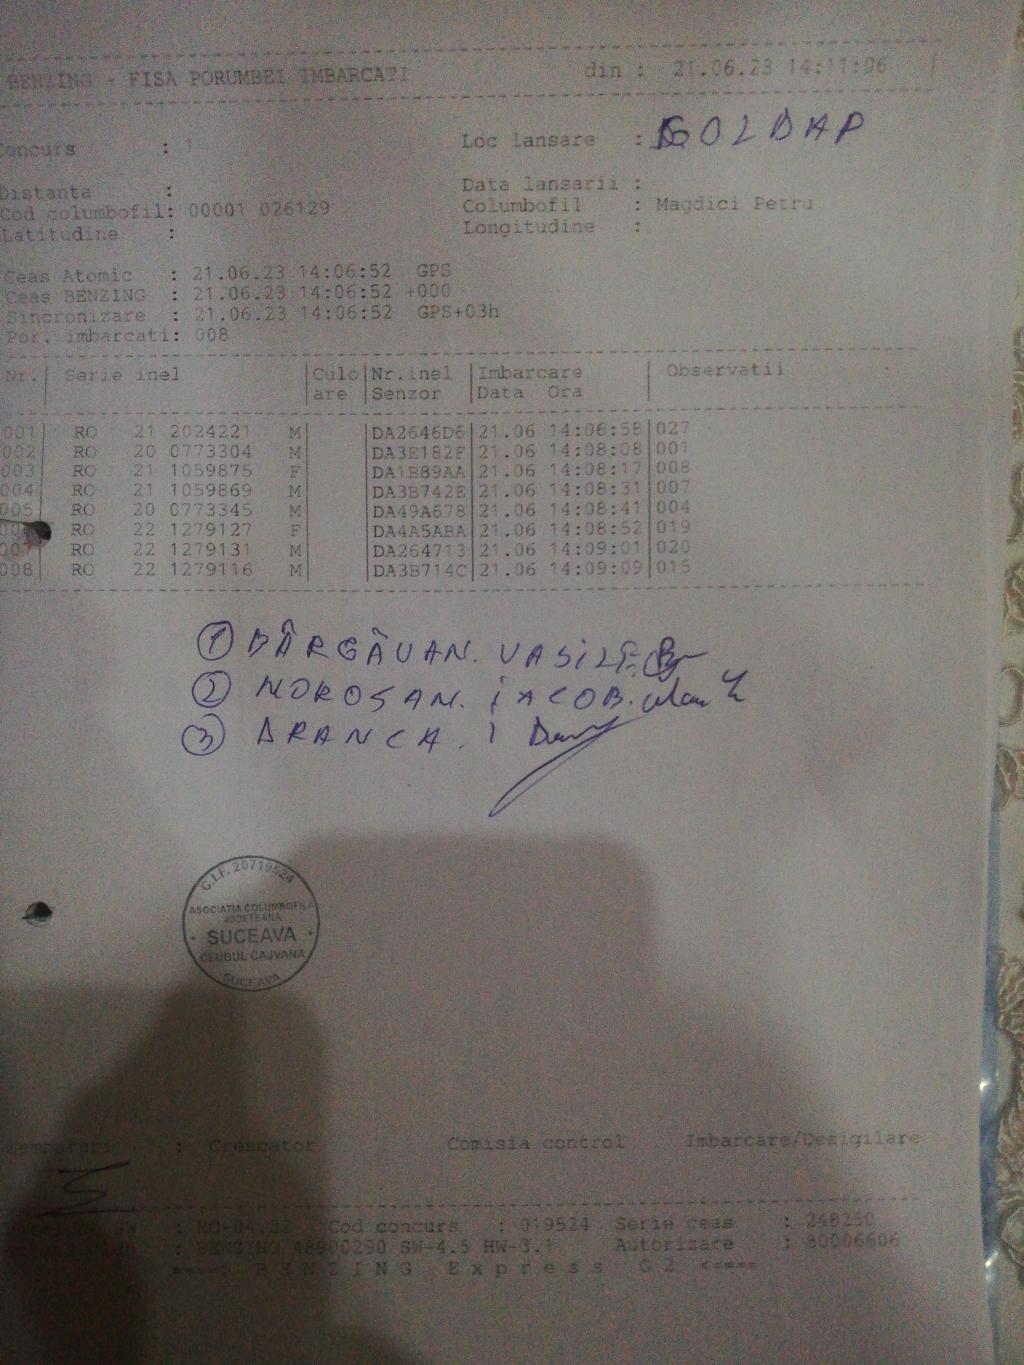 BENZING - FISA PORUMBEI IMBARCATI din : 21.06.23 14:11:06
Concurs : 1 Loc lansare : GOLDAP
Distanta : Data lansarii :
Cod columbofil: 00001 026129 Columbofil : Magdici Petru
Latitudine : Longitudine :
Ceas Atomic : 21.06.23 14:06:52 GPS
Ceas BENZING : 21.06.23 14:06:52 +000
Sincronizare : 21.06.23 14:06:52 GPS+03h
Por. imbarcati: 008
Nr.| Serie inel |Culo|Nr.inel |Imbarcare | Observatii
|are |Senzor |Data Ora |
001| RO 21 2024221 M| |DA2646D6|21.06 14:06:58|027
002| RO 20 0773304 M| |DA3E182F|21.06 14:08:08|001
003| RO 21 1059875 F| |DA1B89AA|21.06 14:08:17|008
004| RO 21 1059869 M| |DA3B742E|21.06 14:08:31|007
005| RO 20 0773345 M| |DA49A678|21.06 14:08:41|004
006| RO 22 1279127 F| |DA4A5ABA|21.06 14:08:52|019
007| RO 22 1279131 M| |DA264713|21.06 14:09:01|020
008| RO 22 1279116 M| |DA3B714C|21.06 14:09:09|015
1 BÂRGĂUAN. VASILE.
2 MOROSAN. IACOB.
3 DRANCA. I
C.I.F. 20719524
ASOCIATIA COLUMBOFILA
JUDETEANA
SUCEAVA
CLUBUL CAJVANA
SUCEAVA
Semnaturi : Crescator Comisia control Imbarcare/Desigilare
SW : RO-04.32 Cod concurs : 019524 Serie ceas : 248250
: BENZING 48900290 SW-4.5 HW-3.1 Autorizare : 80006606
====> B E N Z I N G E x p r e s s G 2 <====